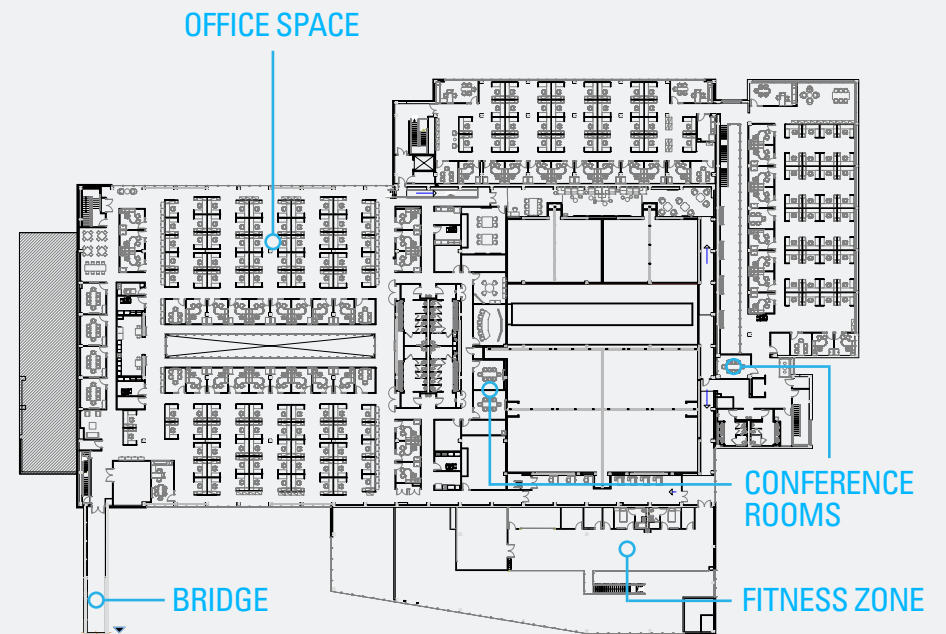 OFFICE SPACE
CONFERENCE
ROOMS
BRIDGE
FITNESS ZONE